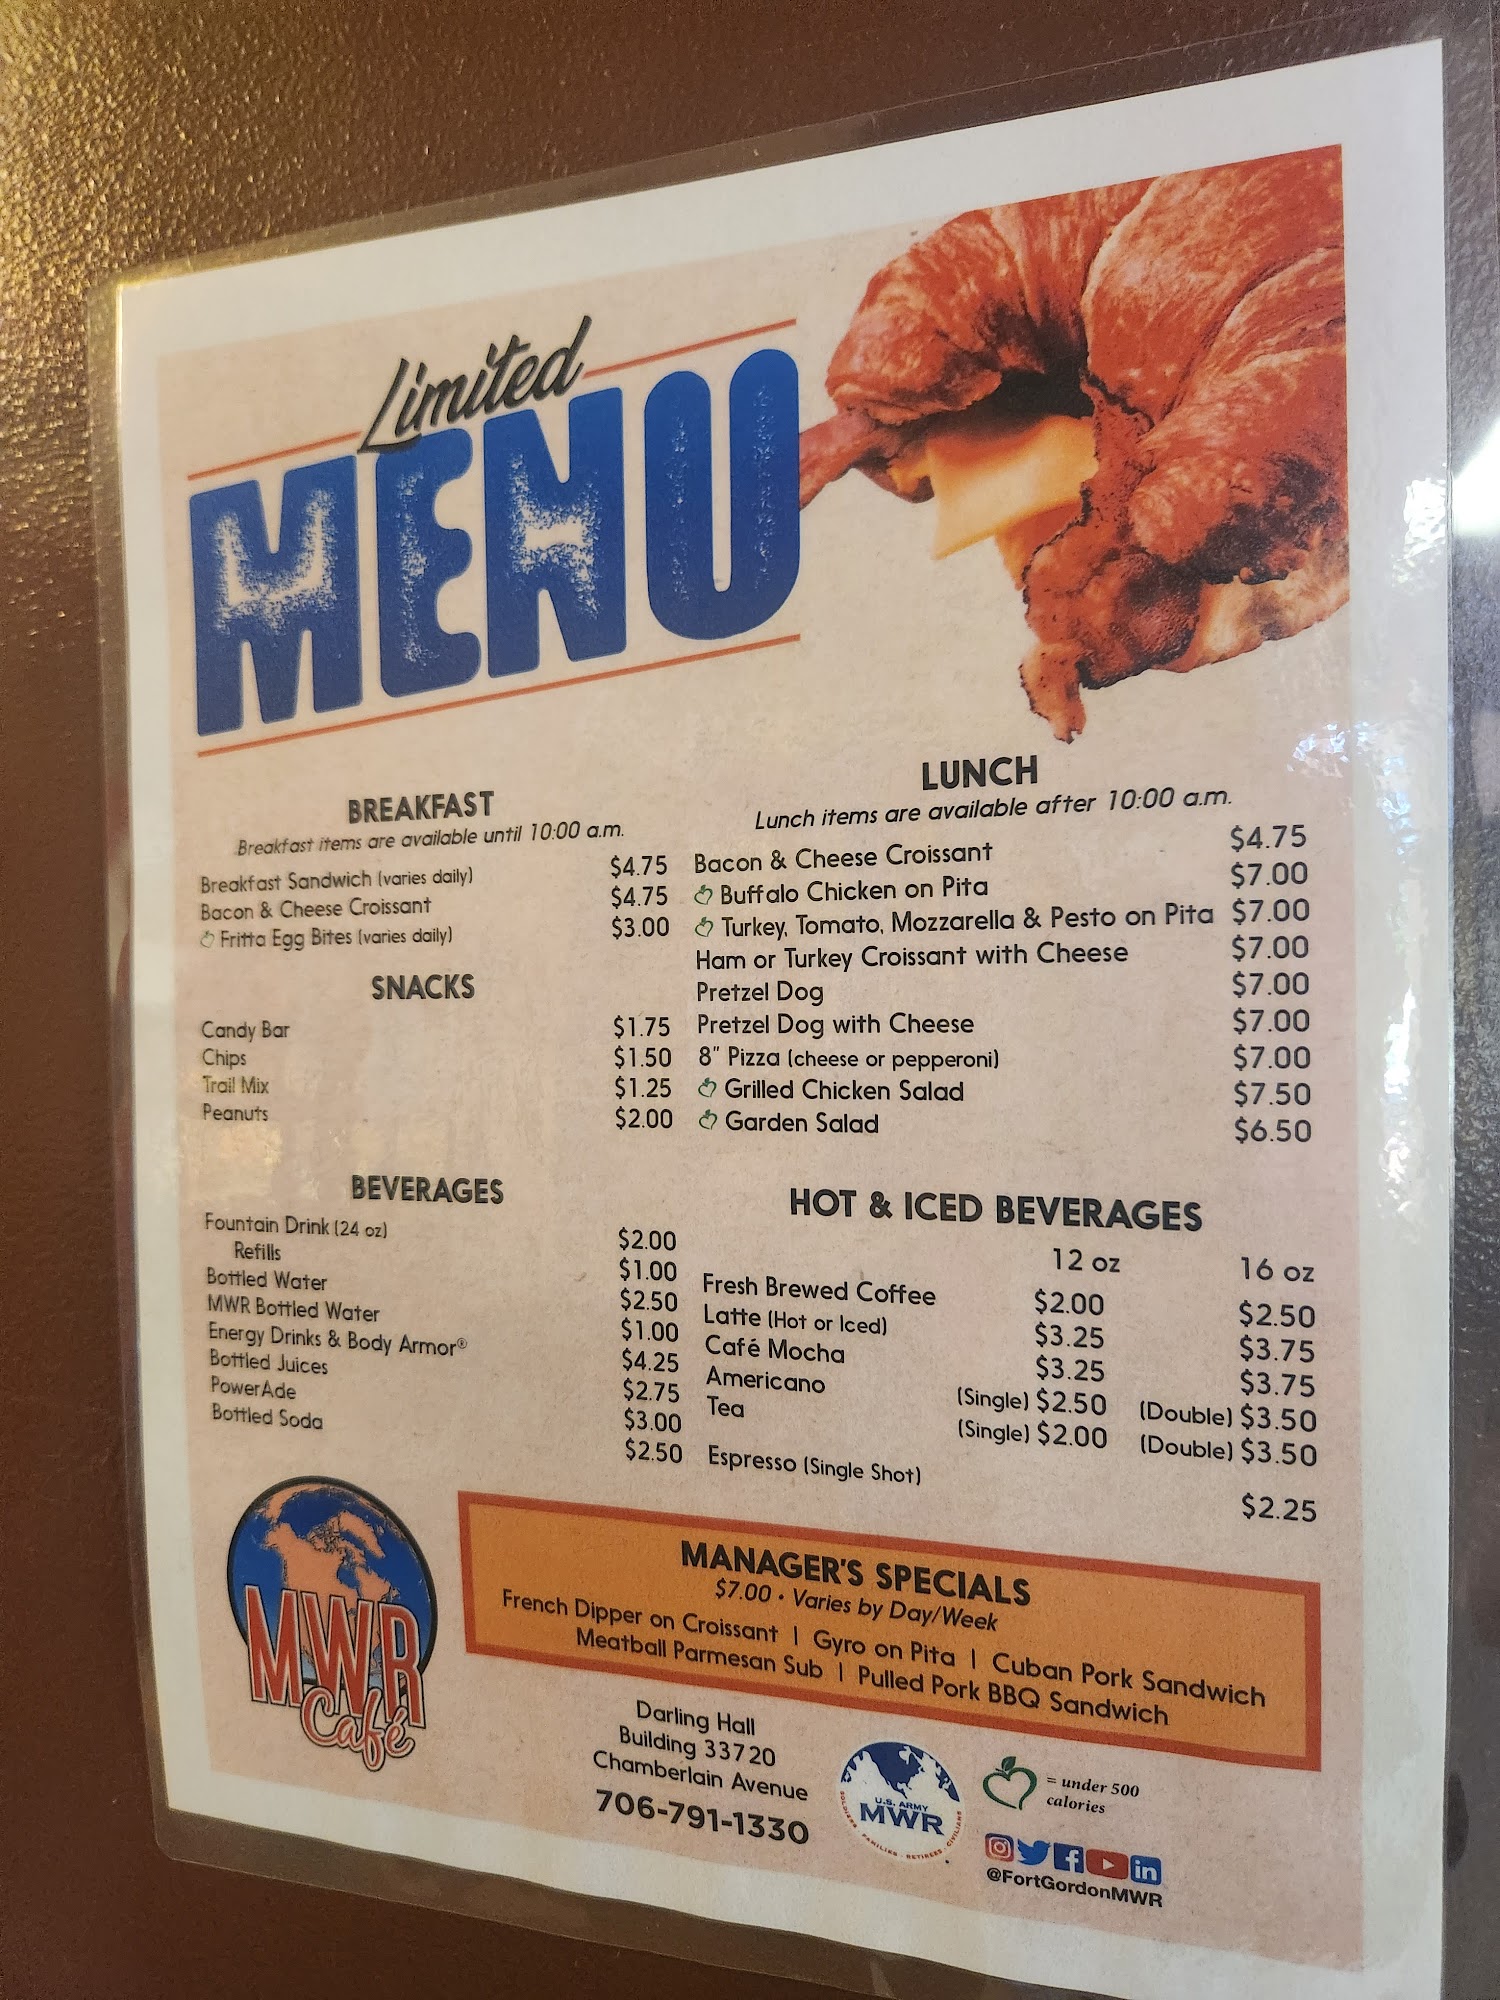 Limited
MENU
BREAKFAST
Breakfast items are available until 10:00 a.m.
Breakfast Sandwich (varies daily) $4.75
Bacon & Cheese Croissant $4.75
Fritta Egg Bites (varies daily) $3.00
SNACKS
Candy Bar $1.75
Chips $1.50
Trail Mix $1.25
Peanuts $2.00
BEVERAGES
Fountain Drink (24 oz) $2.00
Refills $1.00
Bottled Water $2.50
MWR Bottled Water $1.00
Energy Drinks & Body Armor® $4.25
Bottled Juices $2.75
PowerAde $3.00
Bottled Soda $2.50
LUNCH
Lunch items are available after 10:00 a.m.
Bacon & Cheese Croissant $4.75
Buffalo Chicken on Pita $7.00
Turkey, Tomato, Mozzarella & Pesto on Pita $7.00
Ham or Turkey Croissant with Cheese $7.00
Pretzel Dog $7.00
Pretzel Dog with Cheese $7.00
8" Pizza (cheese or pepperoni) $7.00
Grilled Chicken Salad $7.50
Garden Salad $6.50
HOT & ICED BEVERAGES
12 oz 16 oz
Fresh Brewed Coffee $2.00 $2.50
Latte (Hot or Iced) $3.25 $3.75
Café Mocha $3.25 $3.75
Americano (Single) $2.50 (Double) $3.50
Tea (Single) $2.00 (Double) $3.50
Espresso (Single Shot) $2.25
MANAGER'S SPECIALS
$7.00 • Varies by Day/Week
French Dipper on Croissant | Gyro on Pita | Cuban Pork Sandwich
Meatball Parmesan Sub | Pulled Pork BBQ Sandwich
MWR
Café
Darling Hall
Building 33720
Chamberlain Avenue
706-791-1330
U.S. ARMY
MWR
SOLDIERS • FAMILIES • RETIREES • CIVILIANS
= under 500
calories
@FortGordonMWR